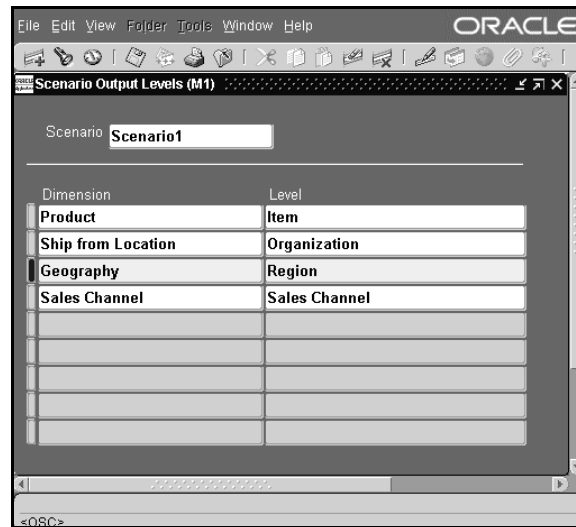 File Edit View Folder Tools Window Help ORACLE
Scenario Output Levels (M1)
Scenario Scenario1
Dimension Level
Product Item
Ship from Location Organization
Geography Region
Sales Channel Sales Channel
<OSC>